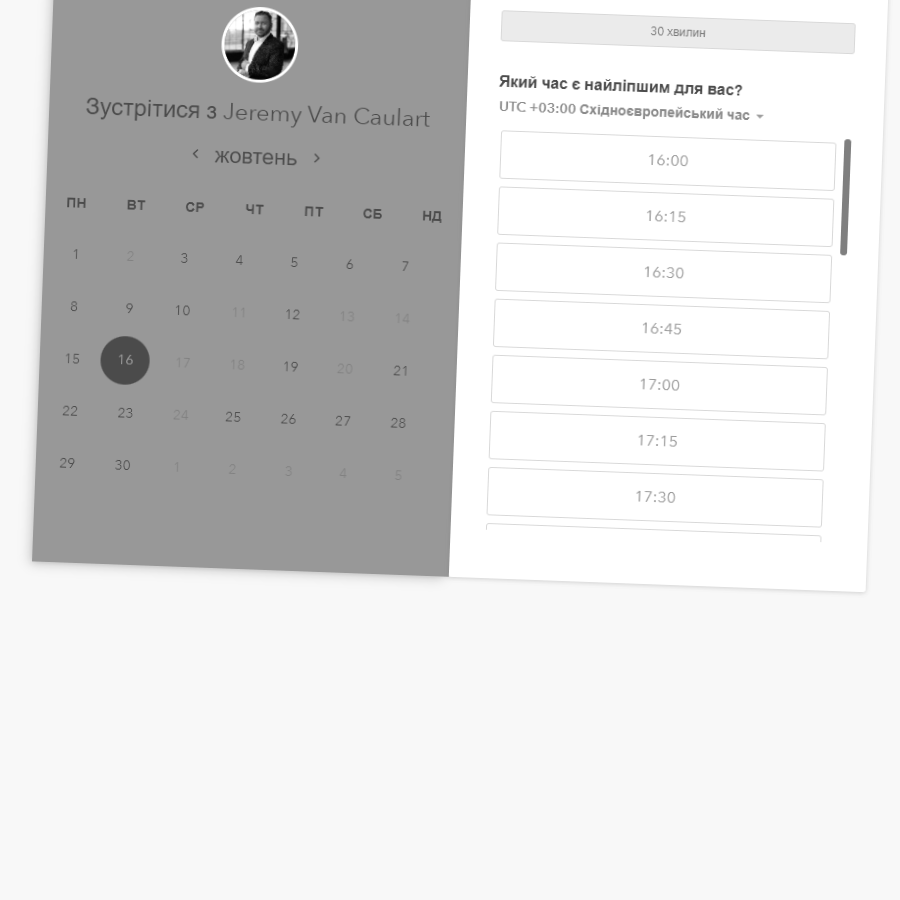 Зустрітися з Jeremy Van Caulart
жовтень
ПН ВТ СР ЧТ ПТ СБ НД
1 2 3 4 5 6 7
8 9 10 11 12 13 14
15 16 17 18 19 20 21
22 23 24 25 26 27 28
29 30 1 2 3 4 5
30 хвилин
Який час є найліпшим для вас?
UTC +03:00 Східноєвропейський час
16:00
16:15
16:30
16:45
17:00
17:15
17:30